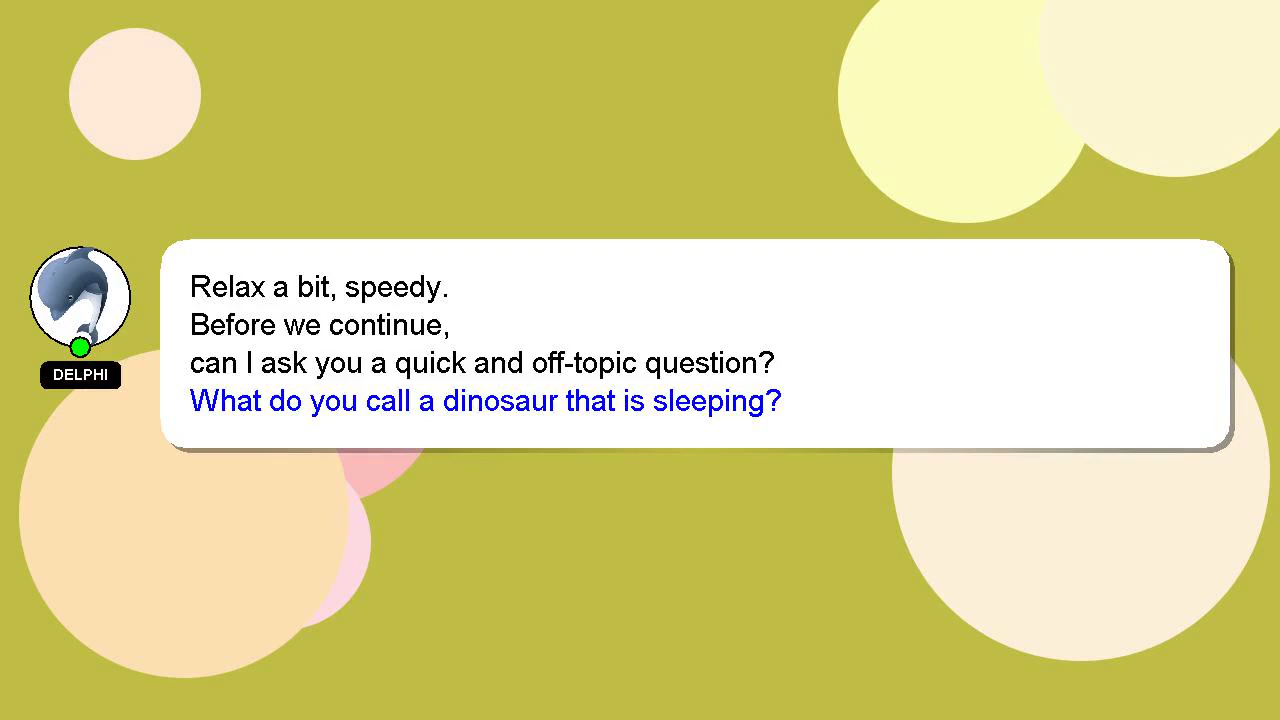 Relax a bit, speedy.
Before we continue,
can I ask you a quick and off-topic question?
What do you call a dinosaur that is sleeping?
DELPHI